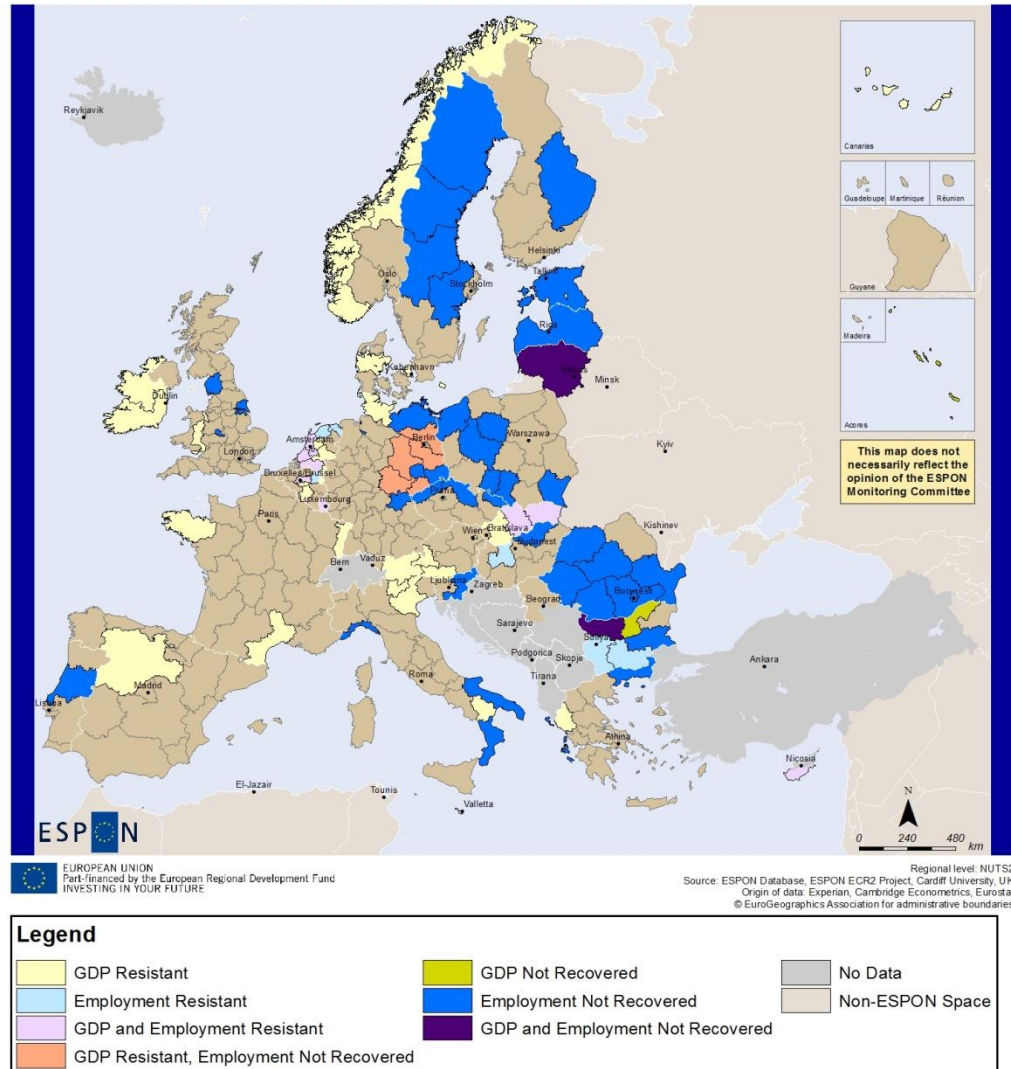 Reykjavik
Canarias
Guadeloupe
Martinique
Réunion
Guyane
Madeira
Acores
This map does not
necessarily reflect the
opinion of the ESPON
Monitoring Committee
Helsinki
Tallinn
Oslo
Stockholm
Riga
København
Vilnius
Minsk
Dublin
Amsterdam
Berlin
Warszawa
London
Bruxelles/Brussel
Kyiv
Luxembourg
Praha
Paris
Wien
Bratislava
Budapest
Kishinev
Bern
Vaduz
Ljubljana
Zagreb
Beograd
Bucuresti
Sarajevo
Sofiya
Podgorica
Skopje
Tirana
Ankara
Roma
Madrid
Lisboa
Athina
Nicosia
El-Jazair
Tounis
Valletta
N
0 240 480 km
ESPON
EUROPEAN UNION
Part-financed by the European Regional Development Fund
INVESTING IN YOUR FUTURE
Regional level: NUTS2
Source: ESPON Database, ESPON ECR2 Project, Cardiff University, UK
Origin of data: Experian, Cambridge Econometrics, Eurosta
© EuroGeographics Association for administrative boundaries
Legend
GDP Resistant
Employment Resistant
GDP and Employment Resistant
GDP Resistant, Employment Not Recovered
GDP Not Recovered
Employment Not Recovered
GDP and Employment Not Recovered
No Data
Non-ESPON Space